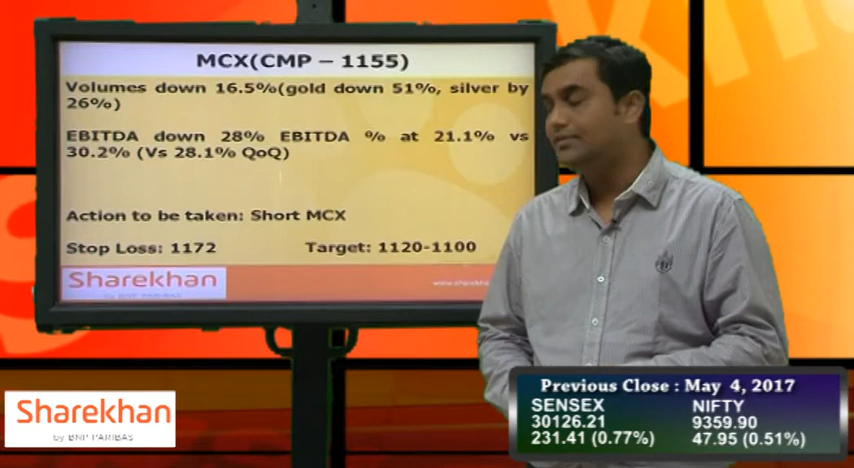 MCX(CMP – 1155)
Volumes down 16.5%(gold down 51%, silver by
26%)
EBITDA down 28% EBITDA % at 21.1% vs
30.2% (Vs 28.1% QoQ)
Action to be taken: Short MCX
Stop Loss: 1172 Target: 1120-1100
Sharekhan
by BNP PARIBAS
Sharekhan
by BNP PARIBAS
Previous Close : May 4, 2017
SENSEX NIFTY
30126.21 9359.90
231.41 (0.77%) 47.95 (0.51%)